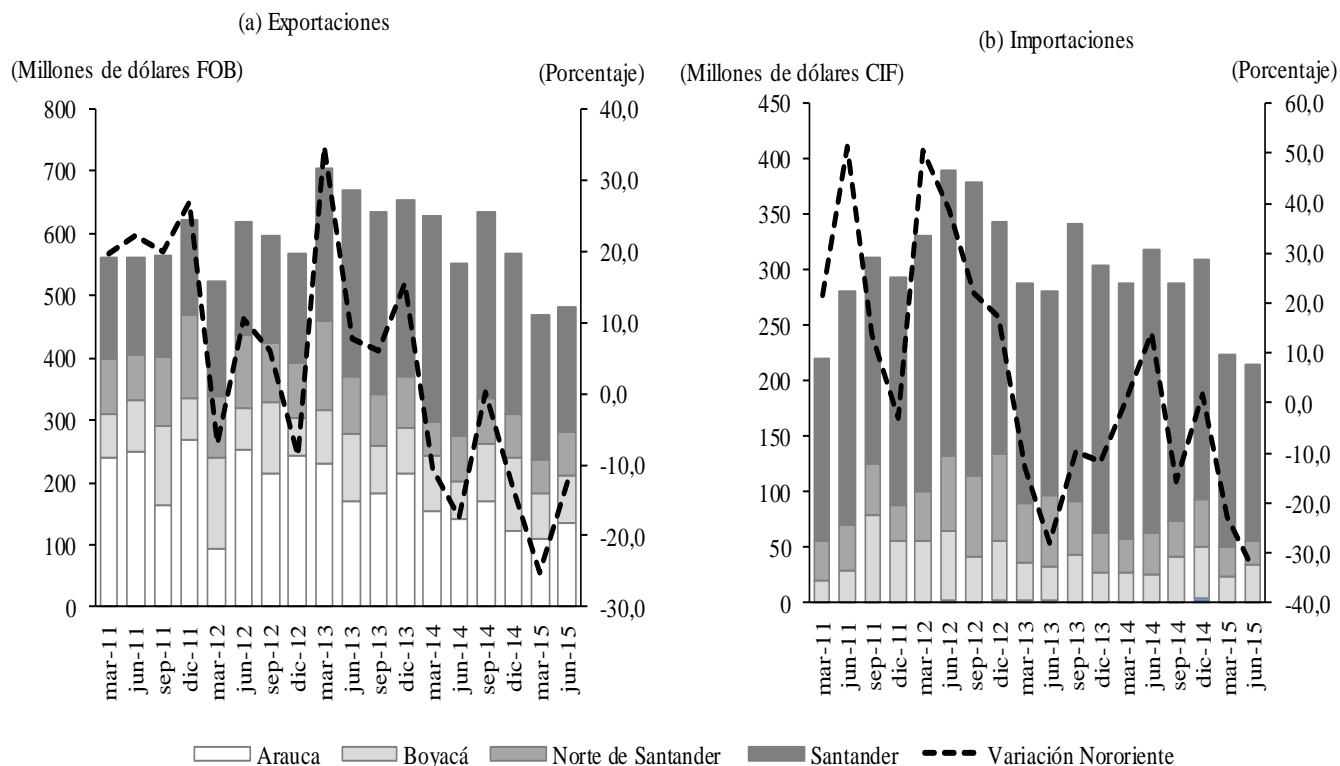 (a) Exportaciones
(Millones de dólares FOB)
(Porcentaje)
800
700
600
500
400
300
200
100
0
40,0
30,0
20,0
10,0
0,0
-10,0
-20,0
-30,0
mar-11
jun-11
sep-11
dic-11
mar-12
jun-12
sep-12
dic-12
mar-13
jun-13
sep-13
dic-13
mar-14
jun-14
sep-14
dic-14
mar-15
jun-15
(b) Importaciones
(Millones de dólares CIF)
(Porcentaje)
450
400
350
300
250
200
150
100
50
0
60,0
50,0
40,0
30,0
20,0
10,0
0,0
-10,0
-20,0
-30,0
-40,0
mar-11
jun-11
sep-11
dic-11
mar-12
jun-12
sep-12
dic-12
mar-13
jun-13
sep-13
dic-13
mar-14
jun-14
sep-14
dic-14
mar-15
jun-15
Arauca Boyacá Norte de Santander Santander Variación Nororiente